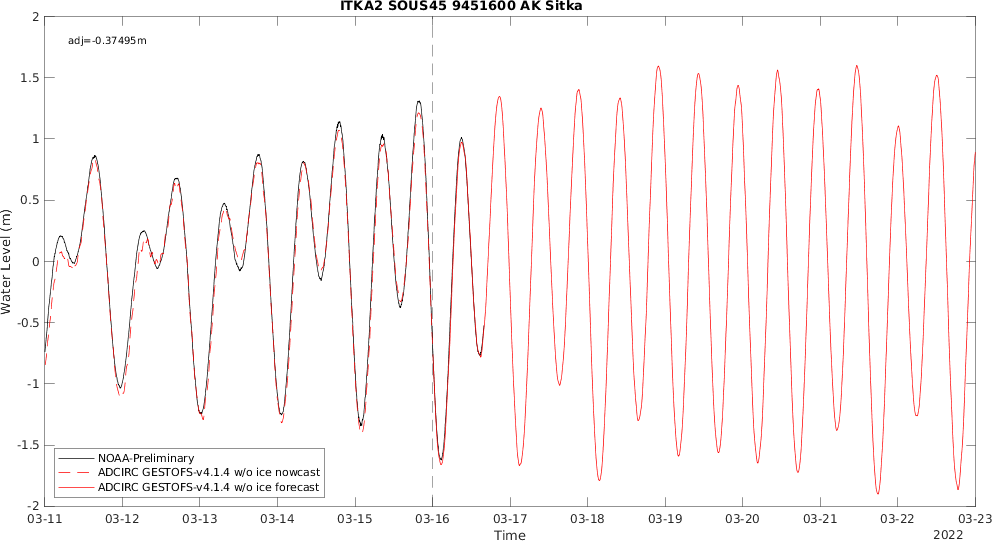 ITKA2 SOUS45 9451600 AK Sitka
adj=-0.37495m
2
1.5
1
0.5
0
-0.5
-1
-1.5
-2
Water Level (m)
NOAA-Preliminary
ADCIRC GESTOFS-v4.1.4 w/o ice nowcast
ADCIRC GESTOFS-v4.1.4 w/o ice forecast
03-11 03-12 03-13 03-14 03-15 03-16 03-17 03-18 03-19 03-20 03-21 03-22 03-23
Time
2022